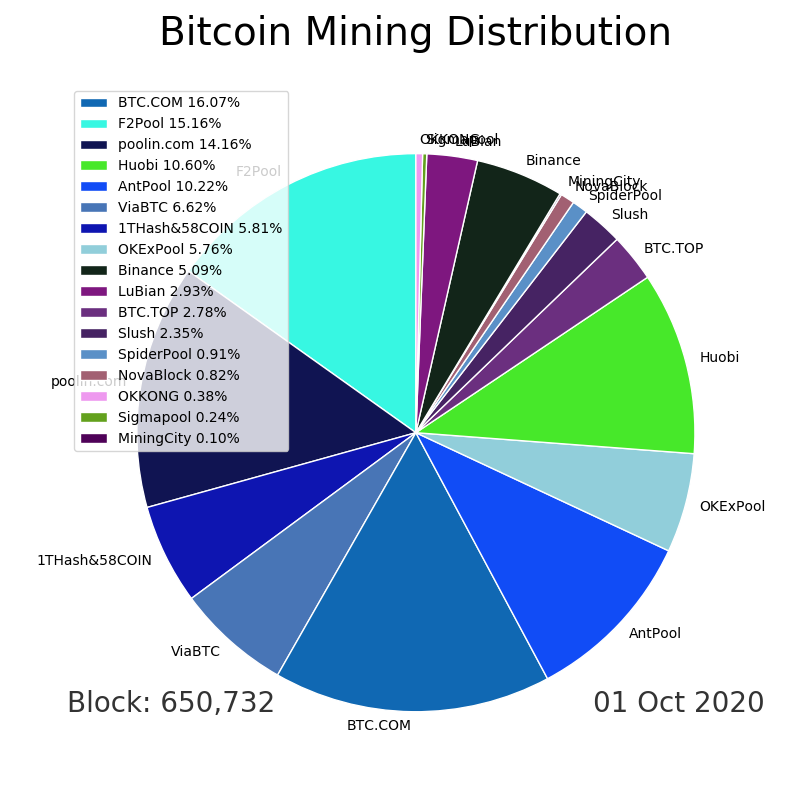 Bitcoin Mining Distribution
BTC.COM 16.07%
F2Pool 15.16%
poolin.com 14.16%
Huobi 10.60%
AntPool 10.22%
ViaBTC 6.62%
1THash&58COIN 5.81%
OKExPool 5.76%
Binance 5.09%
LuBian 2.93%
BTC.TOP 2.78%
Slush 2.35%
SpiderPool 0.91%
NovaBlock 0.82%
OKKONG 0.38%
Sigmapool 0.24%
MiningCity 0.10%
OKKONG
Sigmapool
LuBian
Binance
MiningCity
NovaBlock
SpiderPool
Slush
BTC.TOP
F2Pool
Huobi
poolin.com
OKExPool
1THash&58COIN
AntPool
ViaBTC
BTC.COM
Block: 650,732
01 Oct 2020